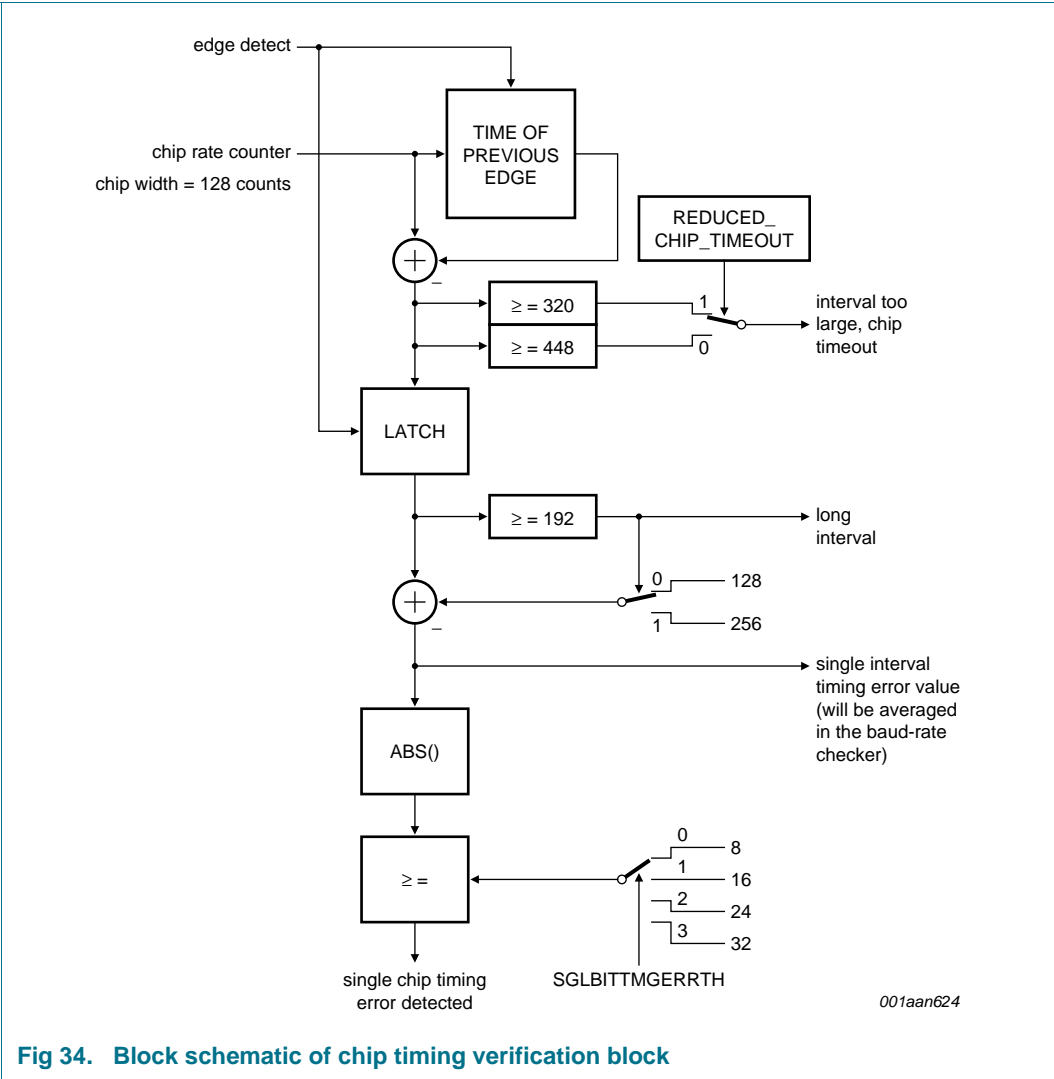 edge detect
TIME OF
PREVIOUS
EDGE
chip rate counter
chip width = 128 counts
REDUCED_
CHIP_TIMEOUT
+
−
≥ = 320
1
interval too
large, chip
timeout
≥ = 448
0
LATCH
≥ = 192
long
interval
0
128
+
−
1
256
single interval
timing error value
(will be averaged
in the baud-rate
checker)
ABS()
≥ =
0
8
1
16
2
24
3
32
single chip timing
error detected
SGLBITTMGERRTH
001aan624
Fig 34. Block schematic of chip timing verification block